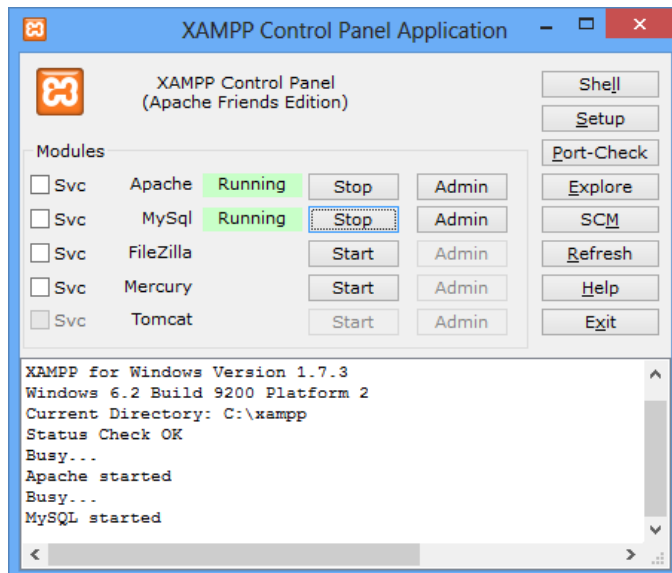 XAMPP Control Panel Application
XAMPP Control Panel
(Apache Friends Edition)
Shell
Setup
Port-Check
Explore
SCM
Refresh
Help
Exit
Modules
Svc Apache Running Stop Admin
Svc MySql Running Stop Admin
Svc FileZilla Start Admin
Svc Mercury Start Admin
Svc Tomcat Start Admin
XAMPP for Windows Version 1.7.3
Windows 6.2 Build 9200 Platform 2
Current Directory: C:\xampp
Status Check OK
Busy...
Apache started
Busy...
MySQL started